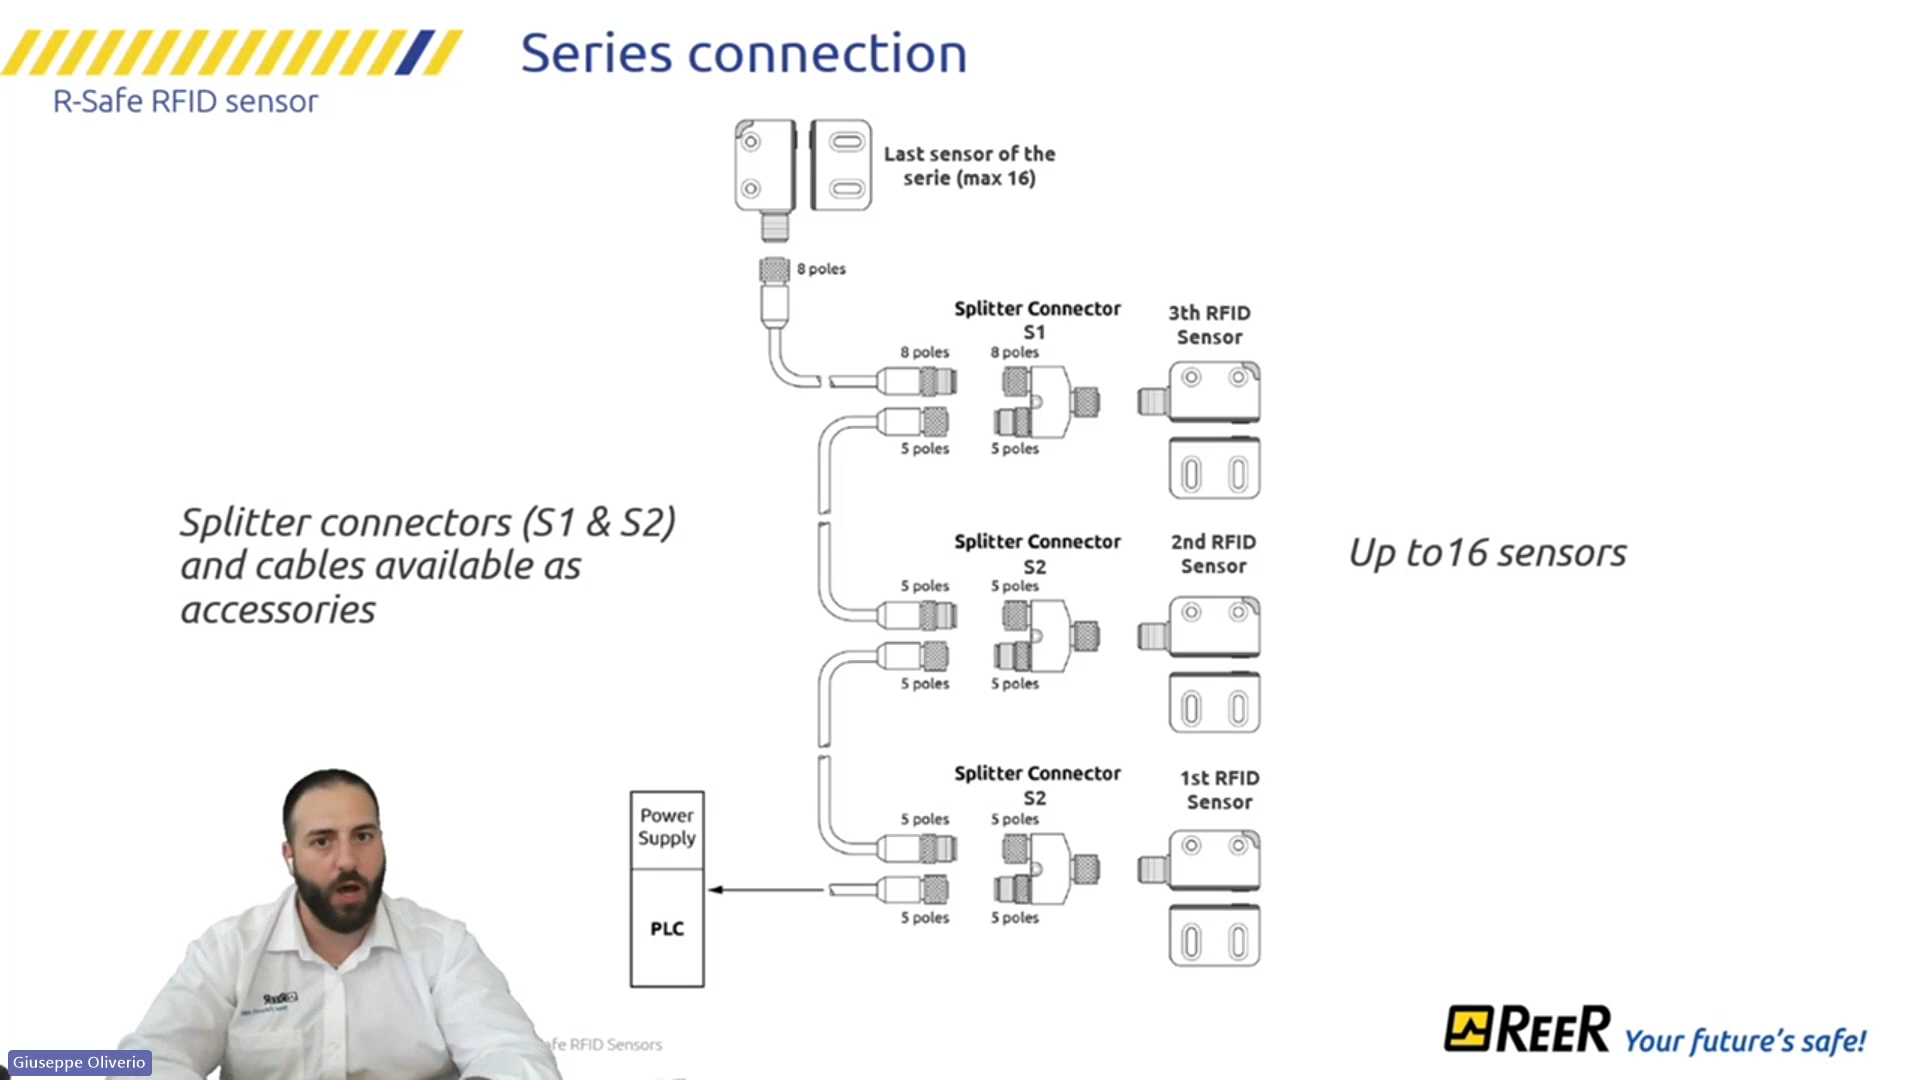 Series connection
R-Safe RFID sensor
Last sensor of the
serie (max 16)
8 poles
Splitter Connector
S1
3th RFID
Sensor
8 poles
8 poles
5 poles
5 poles
Splitter connectors (S1 & S2)
and cables available as
accessories
Splitter Connector
S2
2nd RFID
Sensor
Up to16 sensors
5 poles
5 poles
5 poles
5 poles
Splitter Connector
S2
1st RFID
Sensor
5 poles
5 poles
Power
Supply
PLC
5 poles
5 poles
ReeR
afe RFID Sensors
REER Your future's safe!
Giuseppe Oliverio